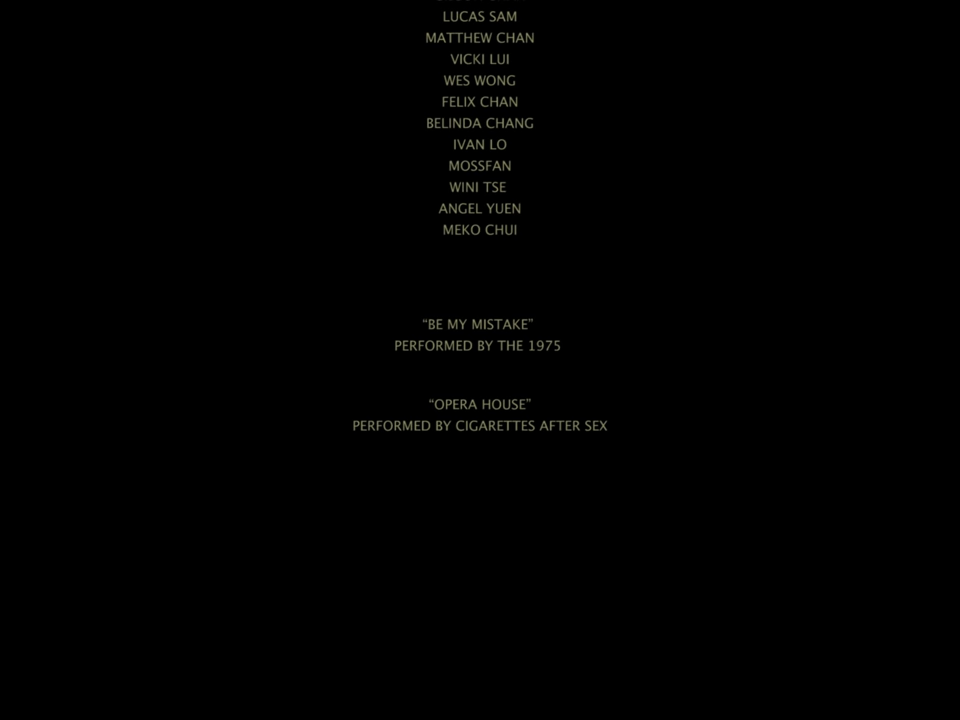 LUCAS SAM
MATTHEW CHAN
VICKI LUI
WES WONG
FELIX CHAN
BELINDA CHANG
IVAN LO
MOSSFAN
WINI TSE
ANGEL YUEN
MEKO CHUI
“BE MY MISTAKE”
PERFORMED BY THE 1975
“OPERA HOUSE”
PERFORMED BY CIGARETTES AFTER SEX